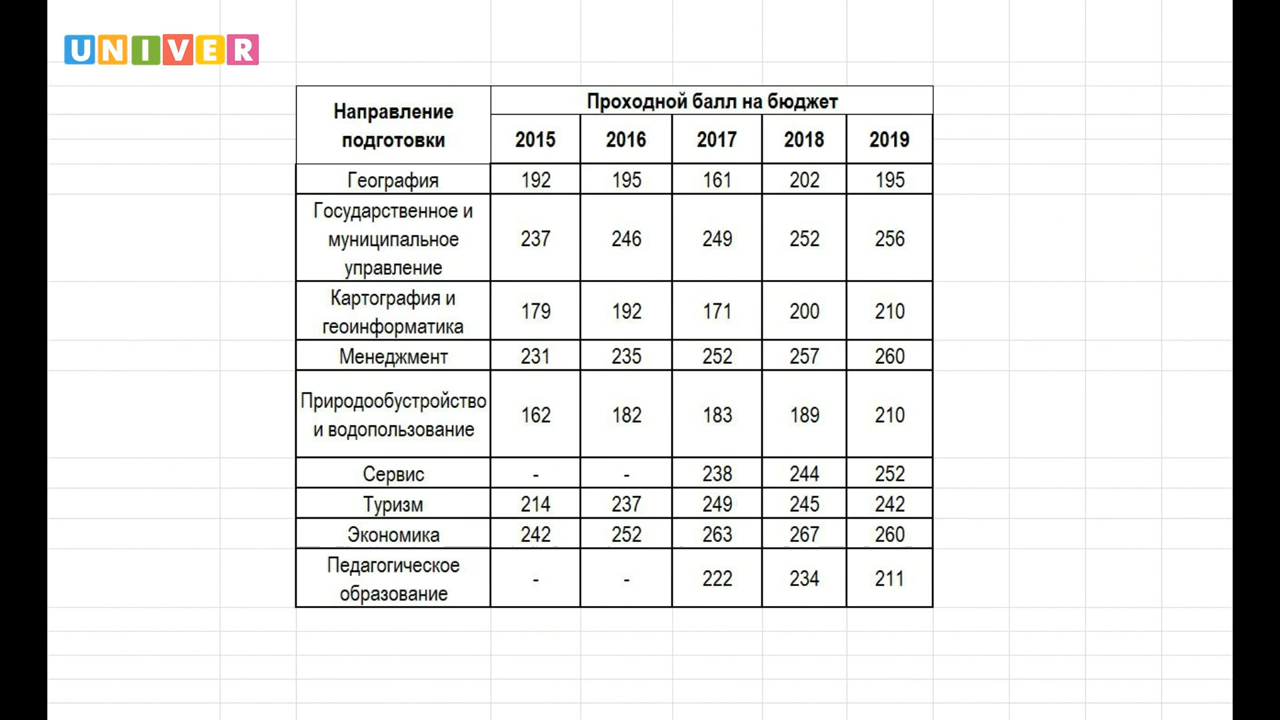 UNIVER
Направление подготовки Проходной балл на бюджет
2015 2016 2017 2018 2019
География 192 195 161 202 195
Государственное и
муниципальное 237 246 249 252 256
управление
Картография и
геоинформатика 179 192 171 200 210
Менеджмент 231 235 252 257 260
Природообустройство
и водопользование 162 182 183 189 210
Сервис - - 238 244 252
Туризм 214 237 249 245 242
Экономика 242 252 263 267 260
Педагогическое
образование - - 222 234 211